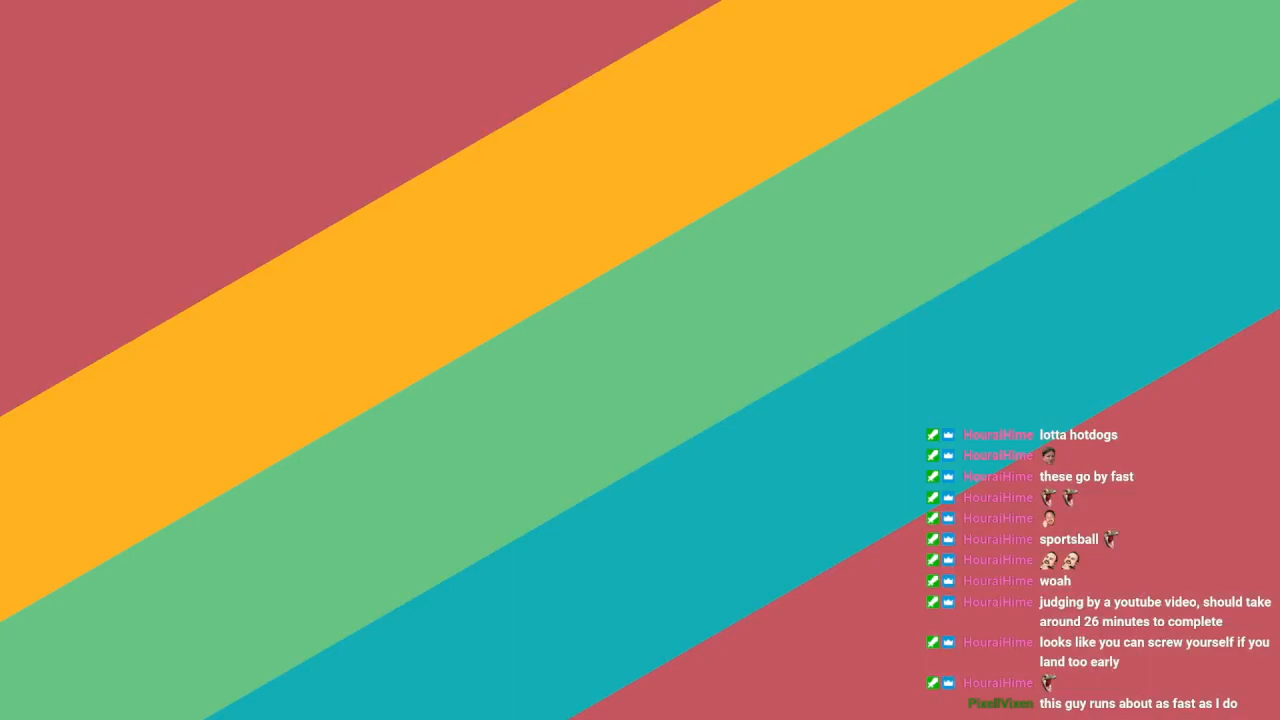 HouraiHime lotta hotdogs
HouraiHime
HouraiHime these go by fast
HouraiHime
HouraiHime
HouraiHime sportsball
HouraiHime
HouraiHime woah
HouraiHime judging by a youtube video, should take
around 26 minutes to complete
HouraiHime looks like you can screw yourself if you
land too early
HouraiHime
PixellVixen this guy runs about as fast as I do